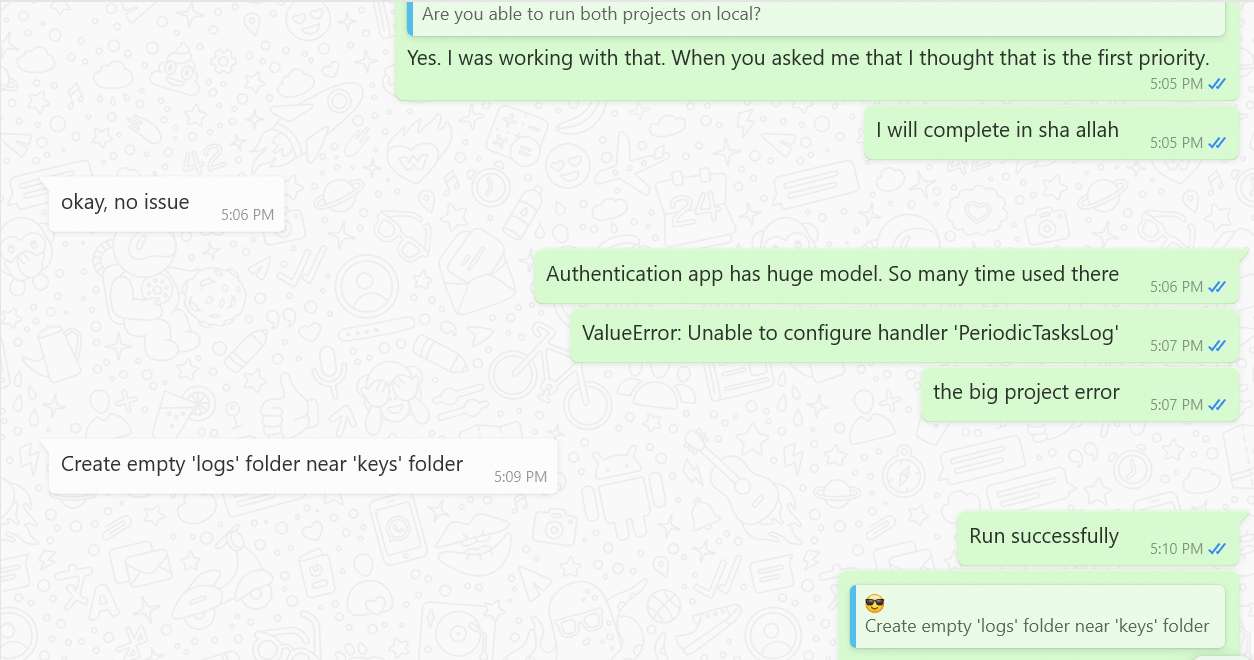 Are you able to run both projects on local?
Yes. I was working with that. When you asked me that I thought that is the first priority.
5:05 PM
I will complete in sha allah
5:05 PM
okay, no issue
5:06 PM
Authentication app has huge model. So many time used there
5:06 PM
ValueError: Unable to configure handler 'PeriodicTasksLog'
5:07 PM
the big project error
5:07 PM
Create empty 'logs' folder near 'keys' folder
5:09 PM
Run successfully
5:10 PM
😎
Create empty 'logs' folder near 'keys' folder